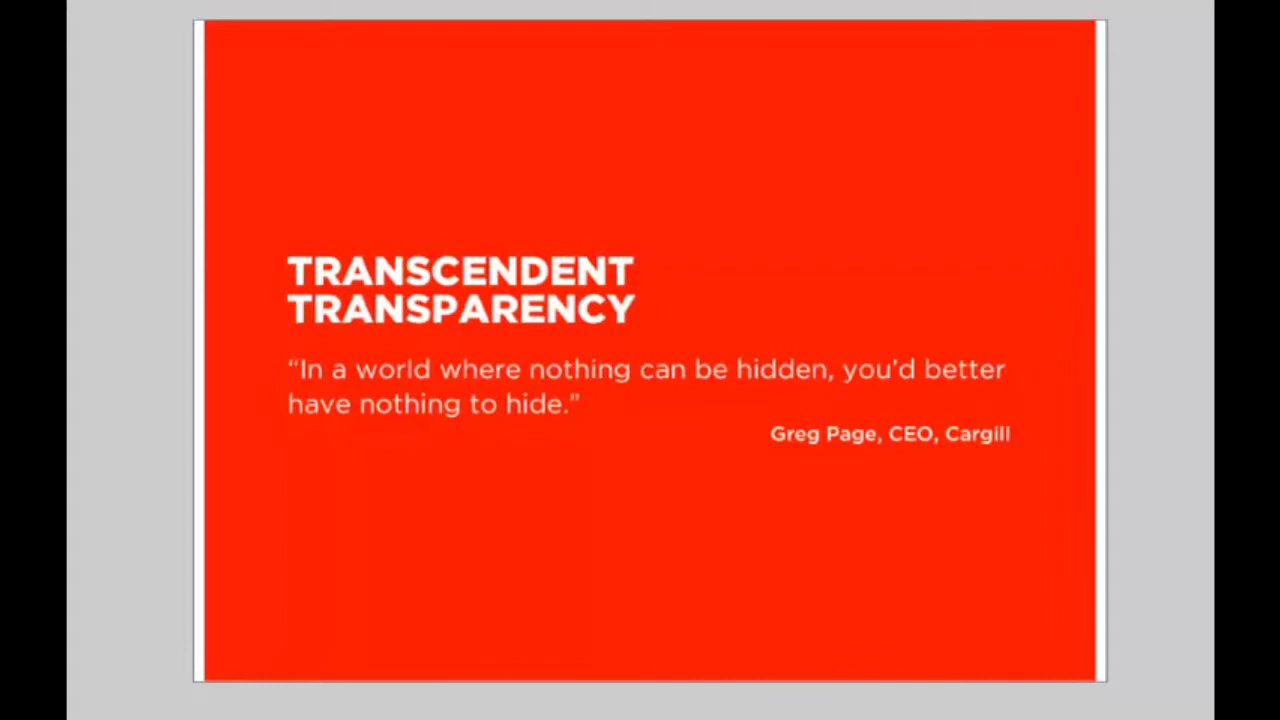 TRANSCENDENT
TRANSPARENCY
“In a world where nothing can be hidden, you’d better
have nothing to hide.”
Greg Page, CEO, Cargill